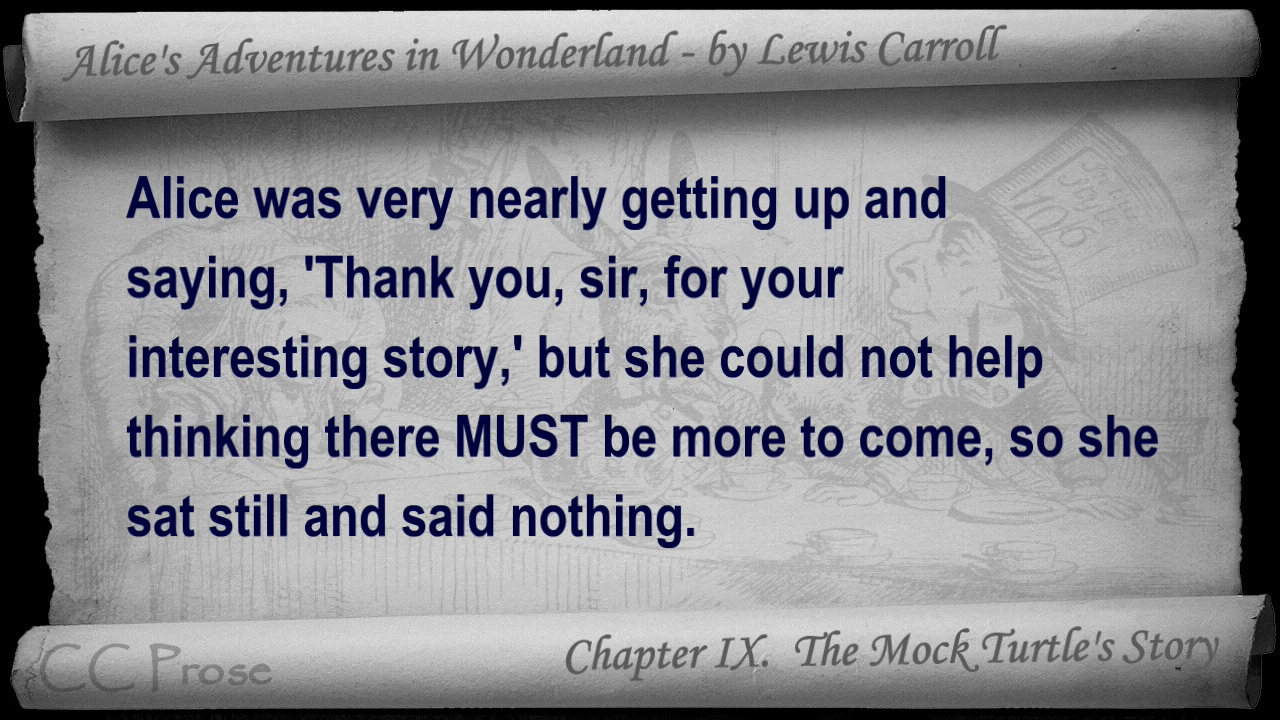 Alice's Adventures in Wonderland - by Lewis Carroll
Alice was very nearly getting up and
saying, 'Thank you, sir, for your
interesting story,' but she could not help
thinking there MUST be more to come, so she
sat still and said nothing.
CC Prose
Chapter IX.  The Mock Turtle's Story